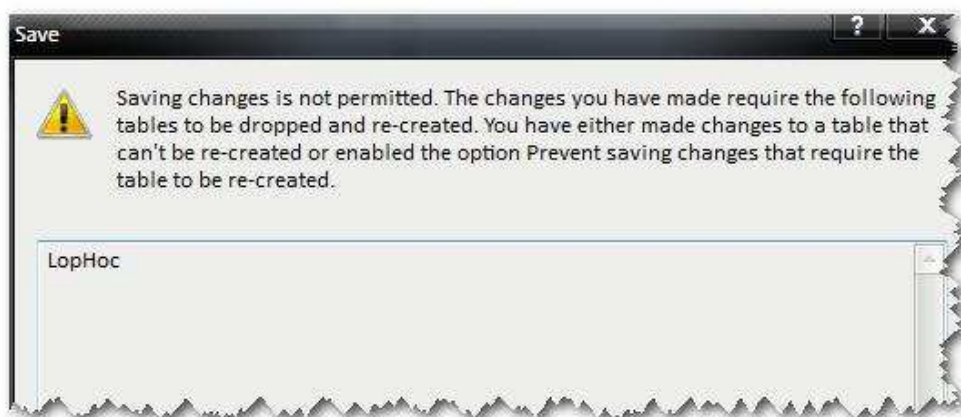 Save
Saving changes is not permitted. The changes you have made require the following
tables to be dropped and re-created. You have either made changes to a table that
can't be re-created or enabled the option Prevent saving changes that require the
table to be re-created.
LopHoc